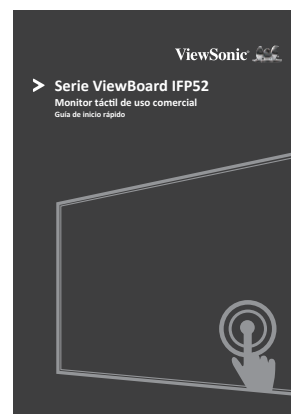 ViewSonic
Serie ViewBoard IFP52
Monitor táctil de uso comercial
Guía de inicio rápido